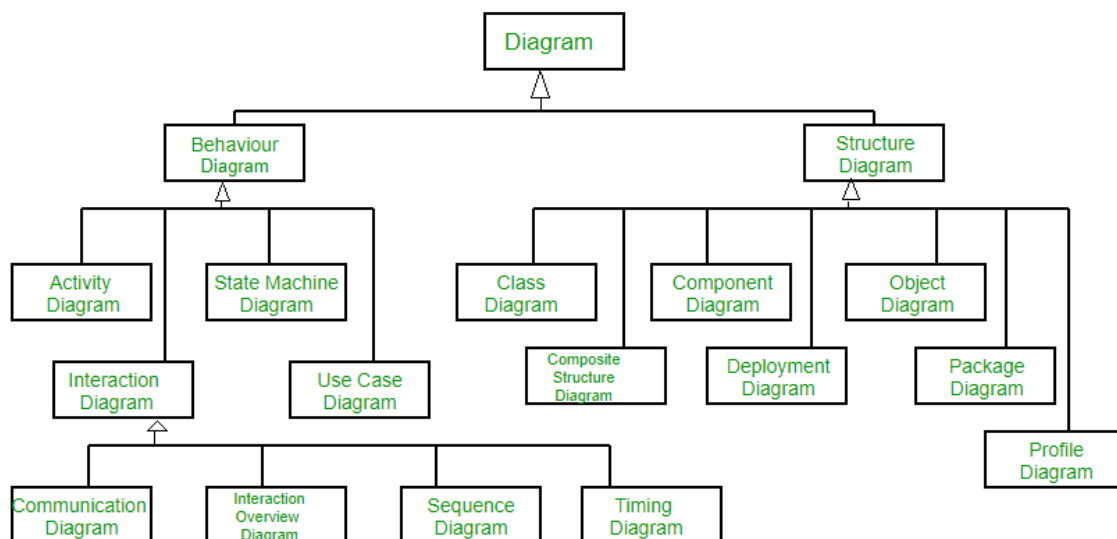 Diagram
Behaviour
Diagram
Structure
Diagram
Activity
Diagram
State Machine
Diagram
Class
Diagram
Component
Diagram
Object
Diagram
Interaction
Diagram
Use Case
Diagram
Composite
Structure
Diagram
Deployment
Diagram
Package
Diagram
Profile
Diagram
Communication
Diagram
Interaction
Overview
Diagram
Sequence
Diagram
Timing
Diagram